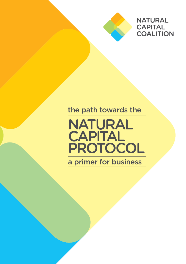 NATURAL
CAPITAL
COALITION
the path towards the
NATURAL
CAPITAL
PROTOCOL
a primer for business